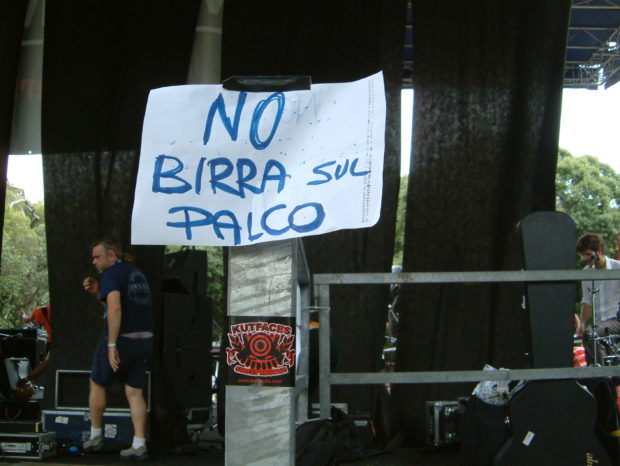 NO
BIRRA SUL
PALCO
KUTFACES